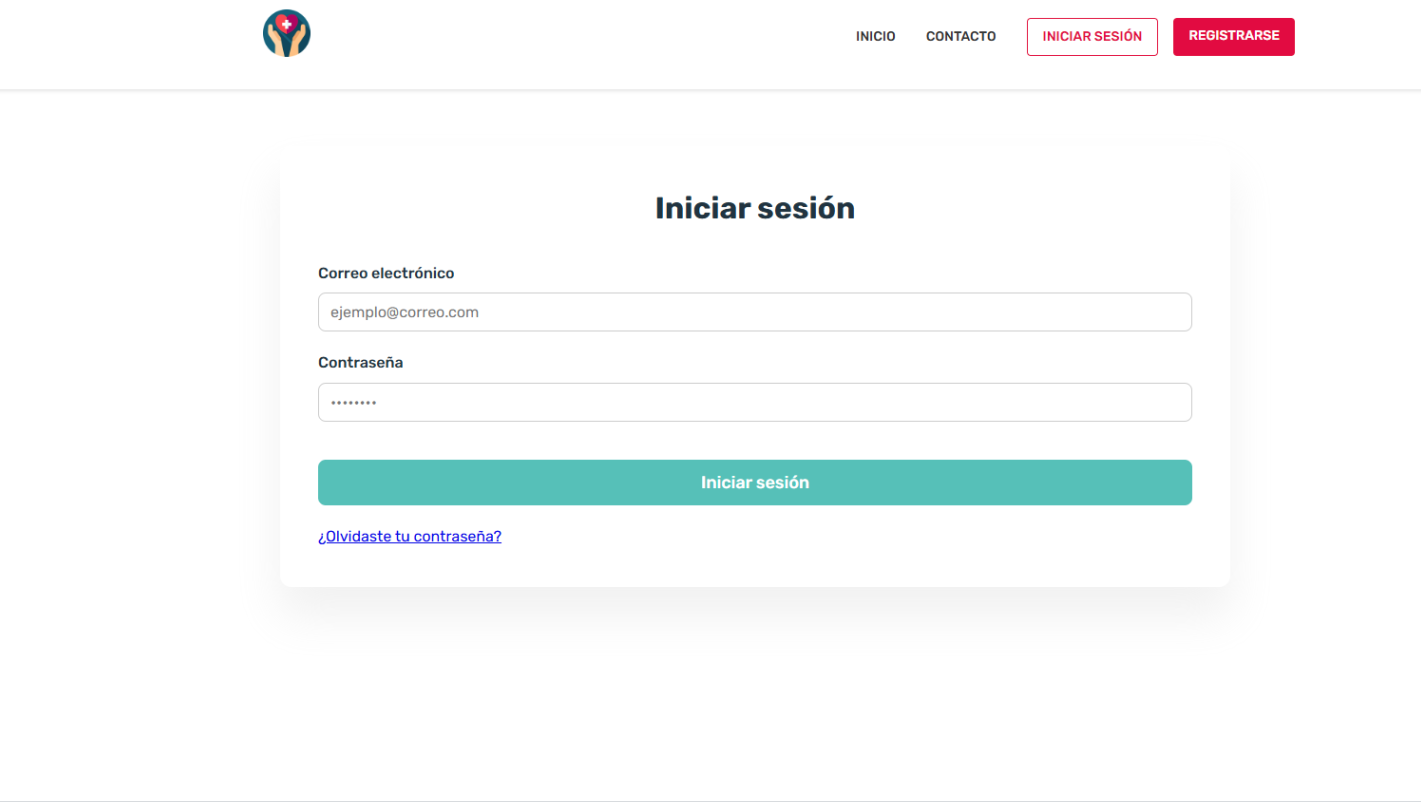 INICIO CONTACTO INICIAR SESIÓN REGISTRARSE
Iniciar sesión
Correo electrónico
ejemplo@correo.com
Contraseña
••••••••
Iniciar sesión
¿Olvidaste tu contraseña?